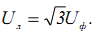 Uл = √3Uф.